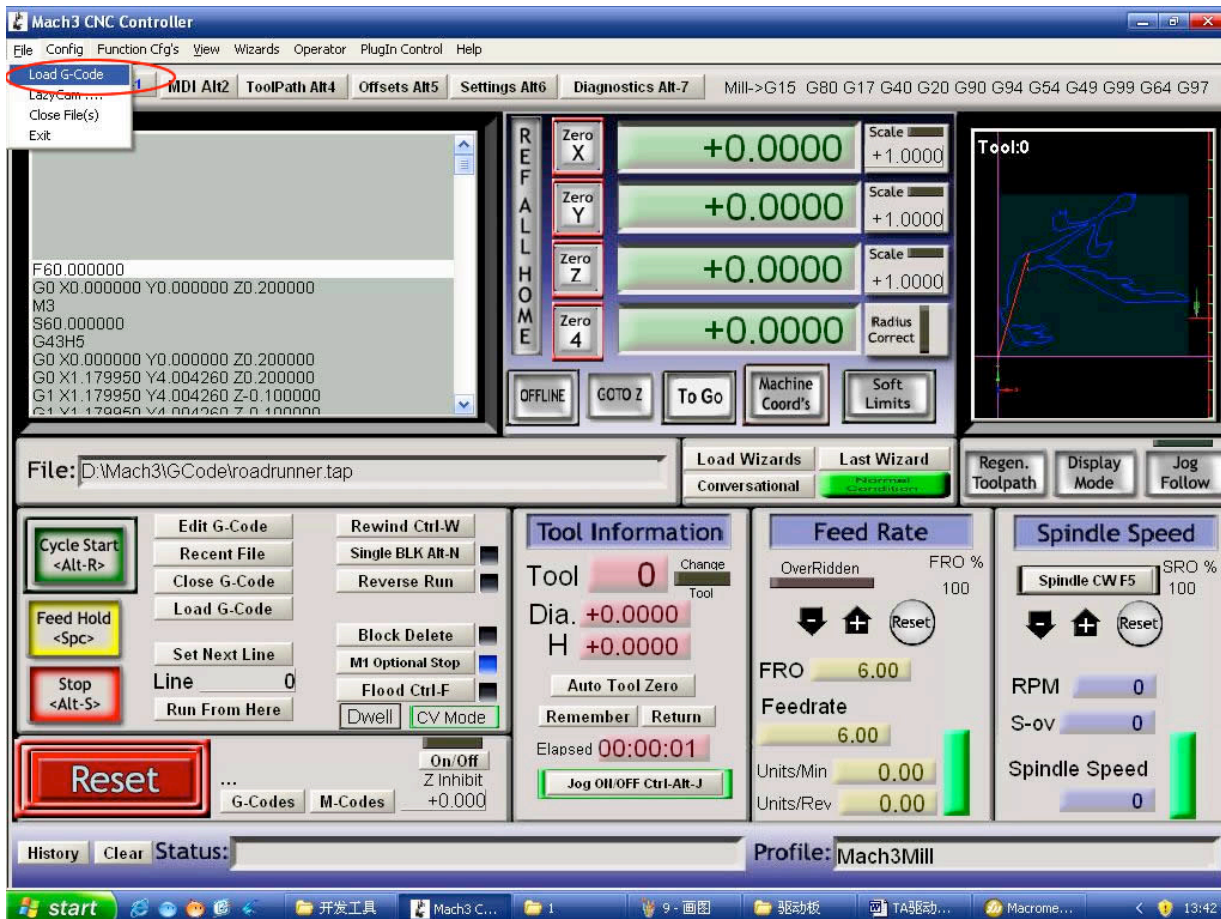 Mach3 CNC Controller
File Config Function Cfg's View Wizards Operator PlugIn Control Help
Load G-Code
LazyCam ....
Close File(s)
Exit
1 MDI Alt2 ToolPath Alt4 Offsets Alt5 Settings Alt6 Diagnostics Alt-7 Mill->G15 G80 G17 G40 G20 G90 G94 G54 G49 G99 G64 G97
F60.000000
G0 X0.000000 Y0.000000 Z0.200000
M3
S60.000000
G43H5
G0 X0.000000 Y0.000000 Z0.200000
G0 X1.179950 Y4.004260 Z0.200000
G1 X1.179950 Y4.004260 Z-0.100000
REF ALL HOME
Zero X +0.0000 Scale +1.0000
Zero Y +0.0000 Scale +1.0000
Zero Z +0.0000 Scale +1.0000
Zero 4 +0.0000 Radius Correct
OFFLINE GOTO Z To Go Machine Coord's Soft Limits
Tool:0
File: D:\Mach3\GCode\roadrunner.tap
Load Wizards Last Wizard
Conversational Normal Condition
Regen. Toolpath Display Mode Jog Follow
Cycle Start <Alt-R>
Feed Hold <Spc>
Stop <Alt-S>
Edit G-Code
Recent File
Close G-Code
Load G-Code
Set Next Line
Line 0
Run From Here
Rewind Ctrl-W
Single BLK Alt-N
Reverse Run
Block Delete
M1 Optional Stop
Flood Ctrl-F
Dwell CV Mode
Reset
...
G-Codes M-Codes
On/Off
Z Inhibit
+0.000
Tool Information
Tool 0 Change Tool
Dia. +0.0000
H +0.0000
Auto Tool Zero
Remember Return
Elapsed 00:00:01
Jog ON/OFF Ctrl-Alt-J
Feed Rate
OverRidden FRO %
100
Reset
FRO 6.00
Feedrate
6.00
Units/Min 0.00
Units/Rev 0.00
Spindle Speed
Spindle CW F5 SRO %
100
Reset
RPM 0
S-ov 0
Spindle Speed
0
History Clear Status:
Profile: Mach3Mill
start 开发工具 Mach3 C... 1 9 - 画图 驱动板 TA驱动... Macrome... 13:42